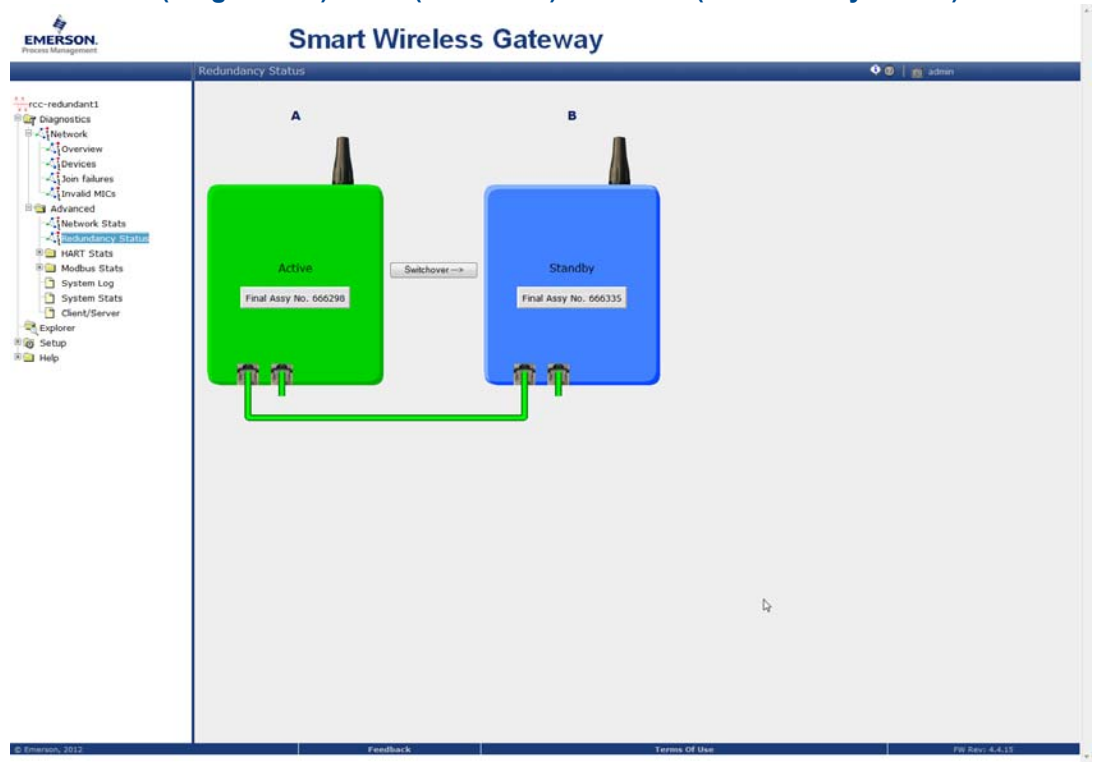 EMERSON.
Process Management
Smart Wireless Gateway
Redundancy Status
admin
rcc-redundant1
Diagnostics
Network
Overview
Devices
Join failures
Invalid MICs
Advanced
Network Stats
Redundancy Status
HART Stats
Modbus Stats
System Log
System Stats
Client/Server
Explorer
Setup
Help
A
B
Active
Switchover-->
Standby
Final Assy No. 666298
Final Assy No. 666335
© Emerson, 2012
Feedback
Terms Of Use
FW Rev: 4.4.15